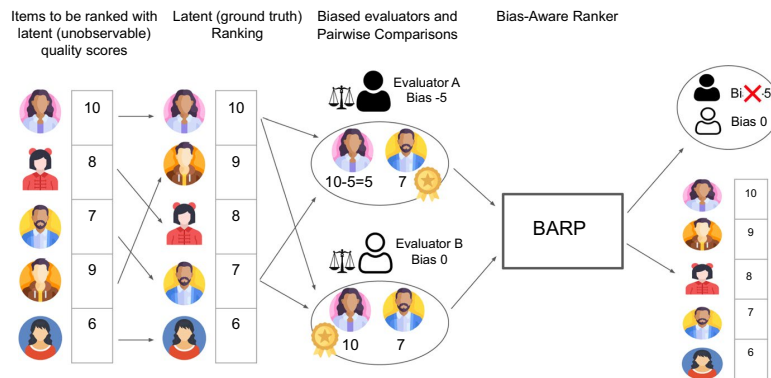 Items to be ranked with
latent (unobservable)
quality scores
Latent (ground truth)
Ranking
Biased evaluators and
Pairwise Comparisons
Bias-Aware Ranker
10
8
7
9
6
10
9
8
7
6
Evaluator A
Bias -5
10-5=5
7
Evaluator B
Bias 0
10
7
BARP
Bi -5
Bias 0
10
9
8
7
6